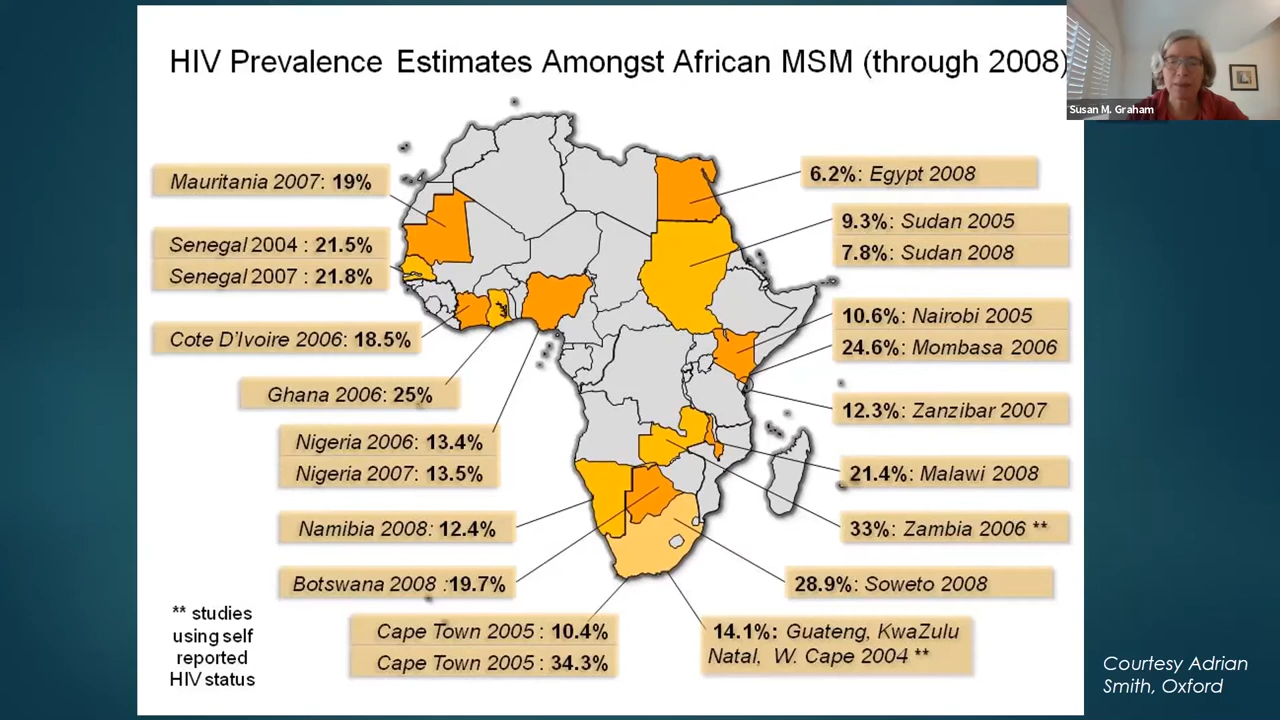 HIV Prevalence Estimates Amongst African MSM (through 2008)
Susan M. Graham
Mauritania 2007: 19%
Senegal 2004 : 21.5%
Senegal 2007 : 21.8%
Cote D'Ivoire 2006: 18.5%
Ghana 2006: 25%
Nigeria 2006: 13.4%
Nigeria 2007: 13.5%
Namibia 2008: 12.4%
Botswana 2008 :19.7%
Cape Town 2005 : 10.4%
Cape Town 2005 : 34.3%
6.2%: Egypt 2008
9.3%: Sudan 2005
7.8%: Sudan 2008
10.6%: Nairobi 2005
24.6%: Mombasa 2006
12.3%: Zanzibar 2007
21.4%: Malawi 2008
33%: Zambia 2006 **
28.9%: Soweto 2008
14.1%: Guateng, KwaZulu
Natal, W. Cape 2004 **
** studies
using self
reported
HIV status
Courtesy Adrian
Smith, Oxford